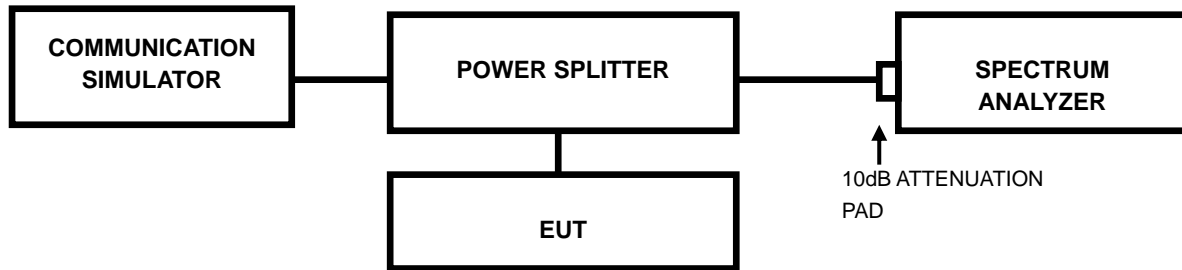 COMMUNICATION
SIMULATOR
POWER SPLITTER
SPECTRUM
ANALYZER
10dB ATTENUATION
PAD
EUT